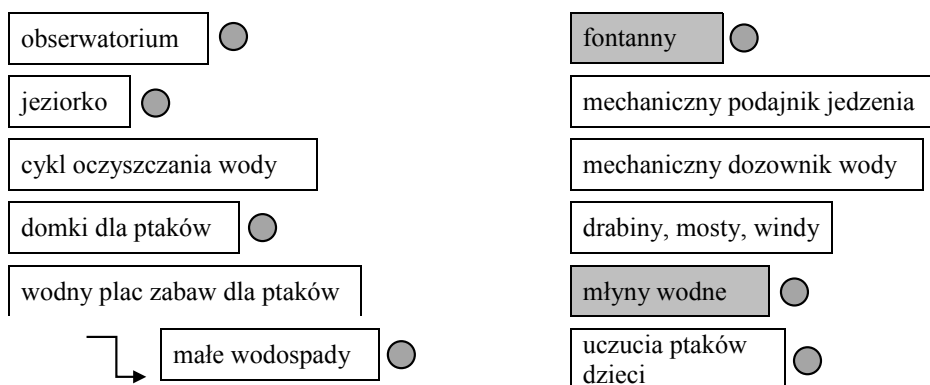 obserwatorium
jeziorko
cykl oczyszczania wody
domki dla ptaków
wodny plac zabaw dla ptaków
małe wodospady
fontanny
mechaniczny podajnik jedzenia
mechaniczny dozownik wody
drabiny, mosty, windy
młyny wodne
uczucia ptaków
dzieci